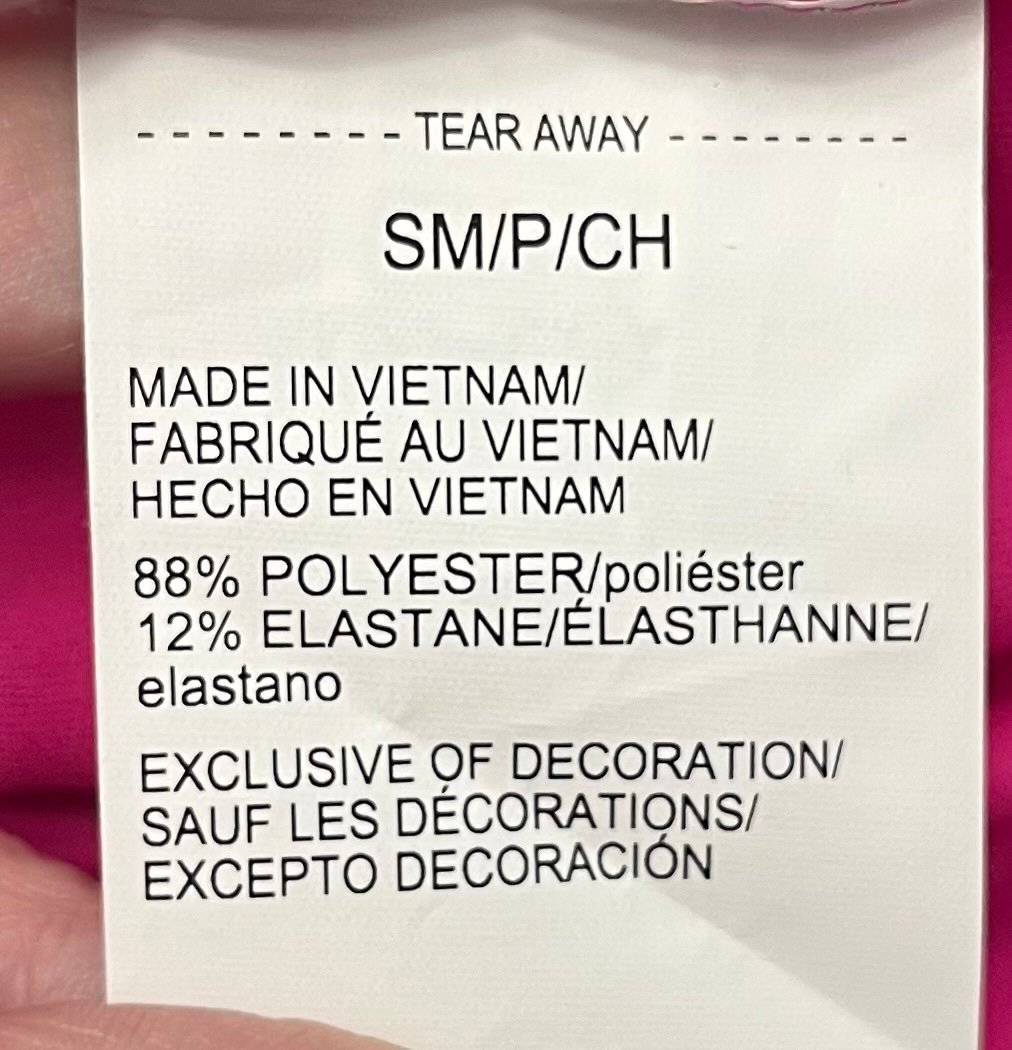 - - - - - - - - - TEAR AWAY - - - - - - - -
SM/P/CH
MADE IN VIETNAM/
FABRIQUÉ AU VIETNAM/
HECHO EN VIETNAM
88% POLYESTER/poliéster
12% ELASTANE/ÉLASTHANNE/
elastano
EXCLUSIVE OF DECORATION/
SAUF LES DÉCORATIONS/
EXCEPTO DECORACIÓN